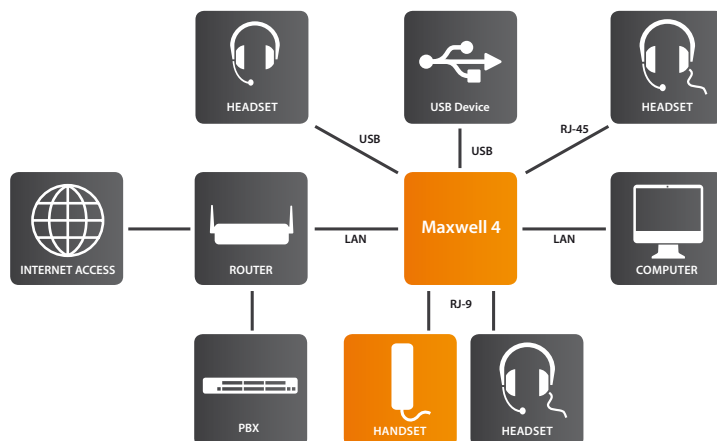 HEADSET
USB Device
HEADSET
USB
USB
RJ-45
INTERNET ACCESS
ROUTER
LAN
Maxwell 4
LAN
COMPUTER
RJ-9
PBX
HANDSET
HEADSET